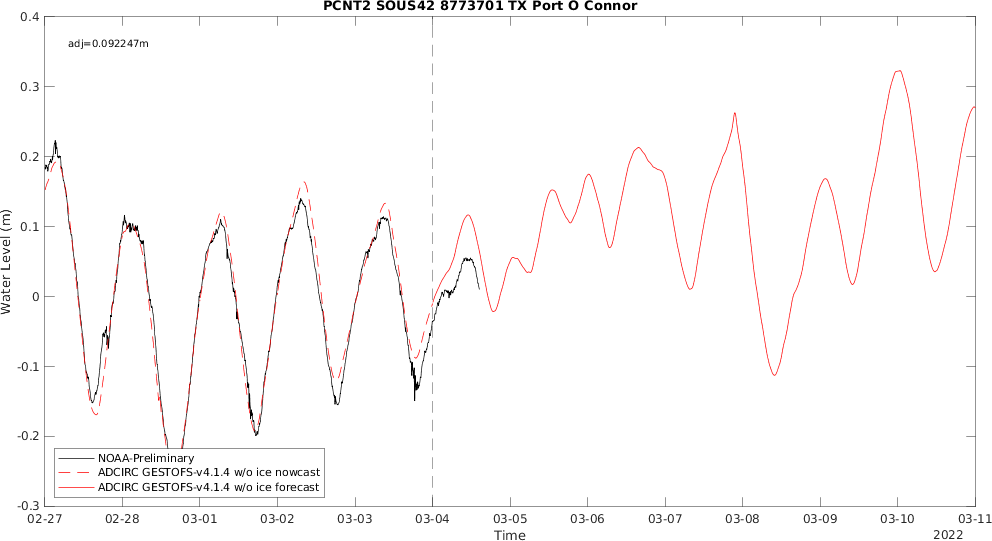 PCNT2 SOUS42 8773701 TX Port O Connor
adj=0.092247m
0.4
0.3
0.2
0.1
0
-0.1
-0.2
-0.3
Water Level (m)
NOAA-Preliminary
ADCIRC GESTOFS-v4.1.4 w/o ice nowcast
ADCIRC GESTOFS-v4.1.4 w/o ice forecast
02-27 02-28 03-01 03-02 03-03 03-04 03-05 03-06 03-07 03-08 03-09 03-10 03-11
Time
2022